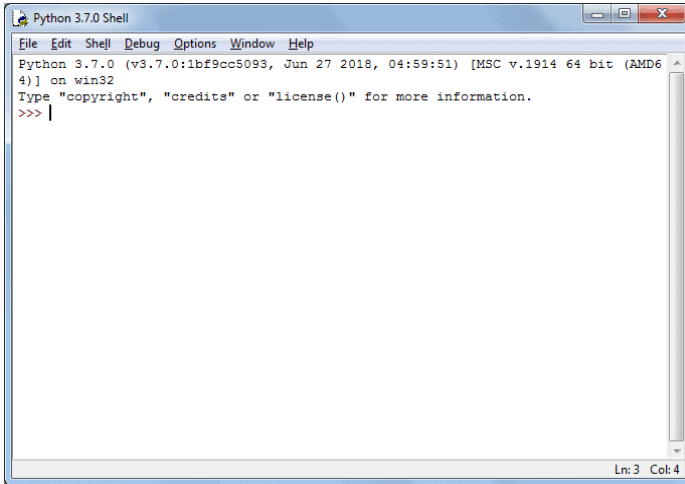 Python 3.7.0 Shell
File Edit Shell Debug Options Window Help
Python 3.7.0 (v3.7.0:1bf9cc5093, Jun 27 2018, 04:59:51) [MSC v.1914 64 bit (AMD6
4)] on win32
Type "copyright", "credits" or "license()" for more information.
>>>
Ln: 3 Col: 4